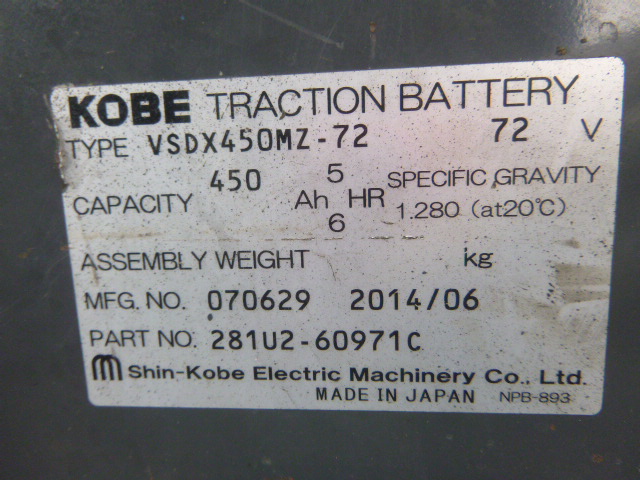 KOBE TRACTION BATTERY
TYPE VSDX450MZ-72 72 V
CAPACITY 450 Ah 5 6 HR SPECIFIC GRAVITY
1.280 (at20℃)
ASSEMBLY WEIGHT kg
MFG. NO. 070629 2014/06
PART NO. 281U2-60971C
Shin-Kobe Electric Machinery Co., Ltd.
MADE IN JAPAN NPB-893